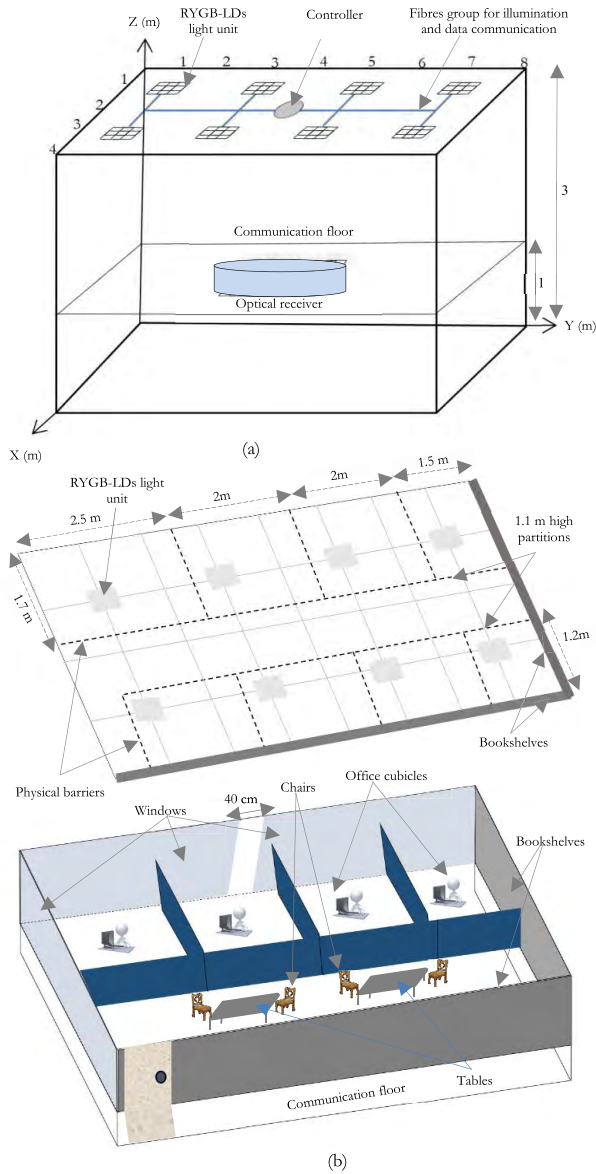 Z (m)
RYGB-LDs
light unit
Controller
Fibres group for illumination
and data communication
1
2
3
4
5
6
7
8
1
2
3
4
3
Communication floor
1
Optical receiver
Y (m)
X (m)
(a)
RYGB-LDs light
unit
2.5 m
2m
2m
1.5 m
1.1 m high
partitions
1.7 m
1.2m
Bookshelves
Physical barriers
Windows
40 cm
Chairs
Office cubicles
Bookshelves
Tables
Communication floor
(b)